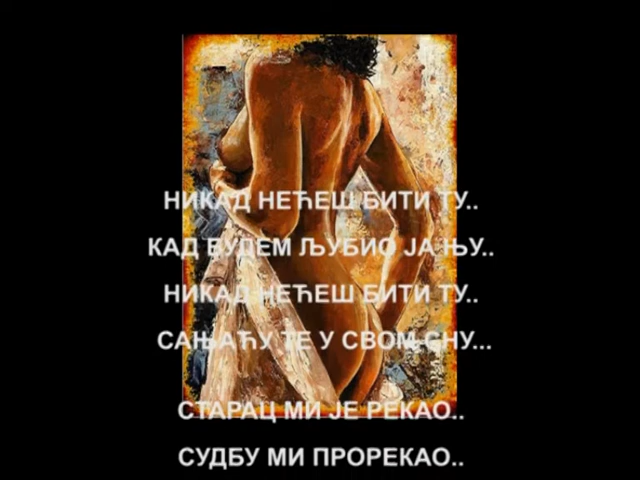 НИКАД НЕЋЕШ БИТИ ТУ..
КАД БУДЕМ ЉУБИО ЈА ЊУ..
НИКАД НЕЋЕШ БИТИ ТУ..
САЊАЋУ ТЕ У СВОМ СНУ...
СТАРАЦ МИ ЈЕ РЕКАО..
СУДБУ МИ ПРОРЕКАО..